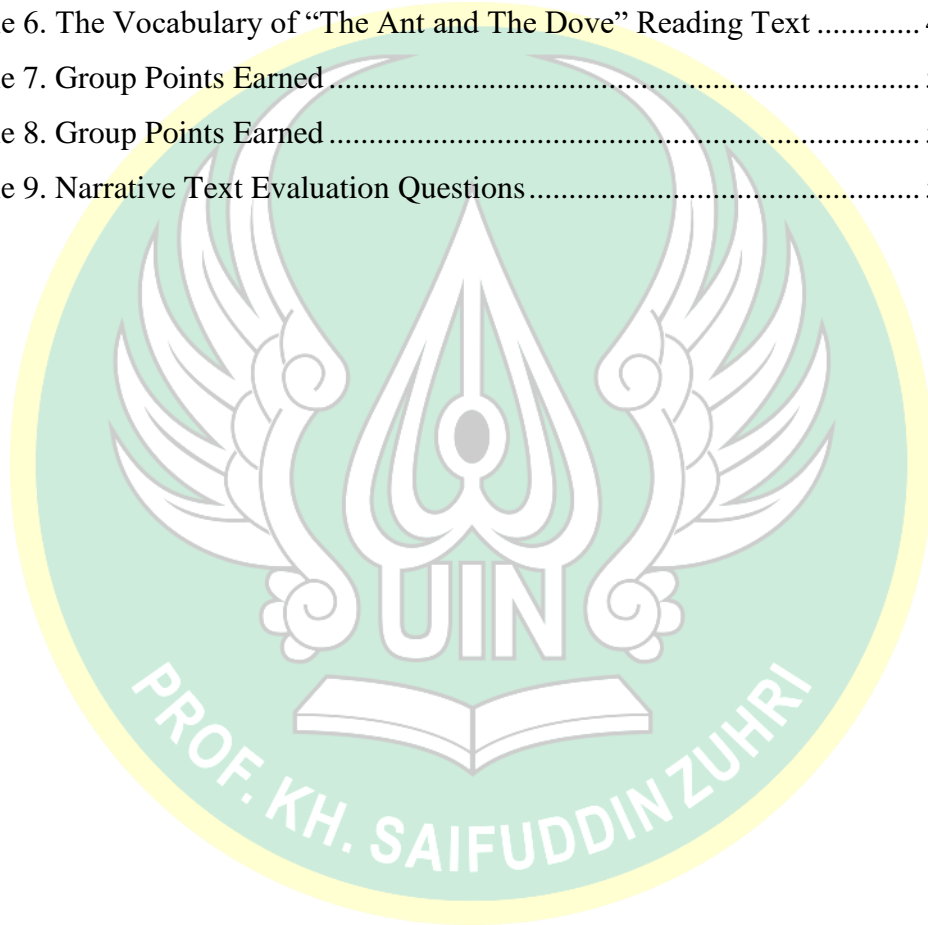 e 6. The Vocabulary of “The Ant and The Dove” Reading Text .............
e 7. Group Points Earned ..........................................................................
e 8. Group Points Earned ..........................................................................
e 9. Narrative Text Evaluation Questions .................................................
UIN
PROF. KH. SAIFUDDIN ZUHRI